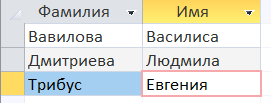 Фамилия Имя
Вавилова Василиса
Дмитриева Людмила
Трибус Евгения